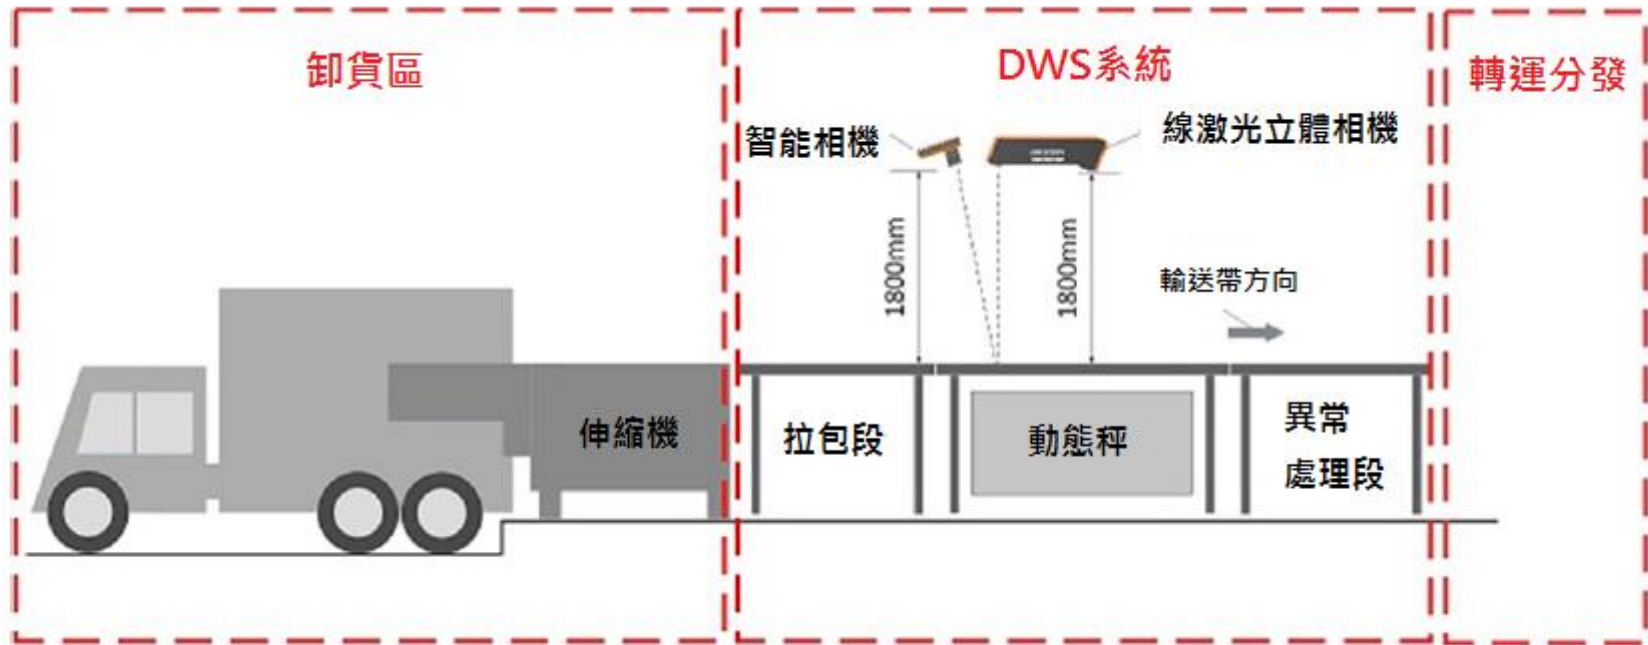 卸貨區
DWS系統
轉運分發
智能相機
線激光立體相機
1800mm
1800mm
輸送帶方向
伸縮機
拉包段
動態秤
異常
處理段